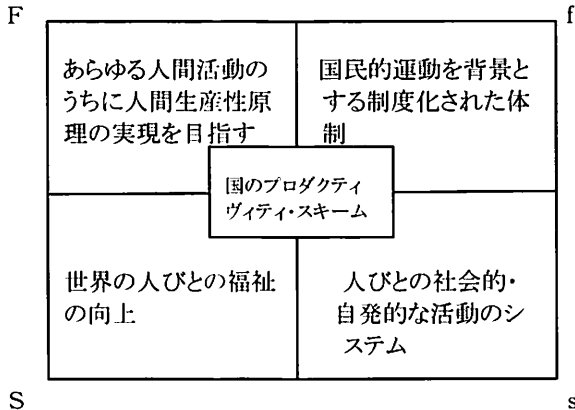 F
f
あらゆる人間活動の
うちに人間生産性原
理の実現を目指す
国民的運動を背景と
する制度化された体
制
国のプロダクティ
ヴィティ・スキーム
世界の人びとの福祉
の向上
人びとの社会的・
自発的な活動のシ
ステム
S
s